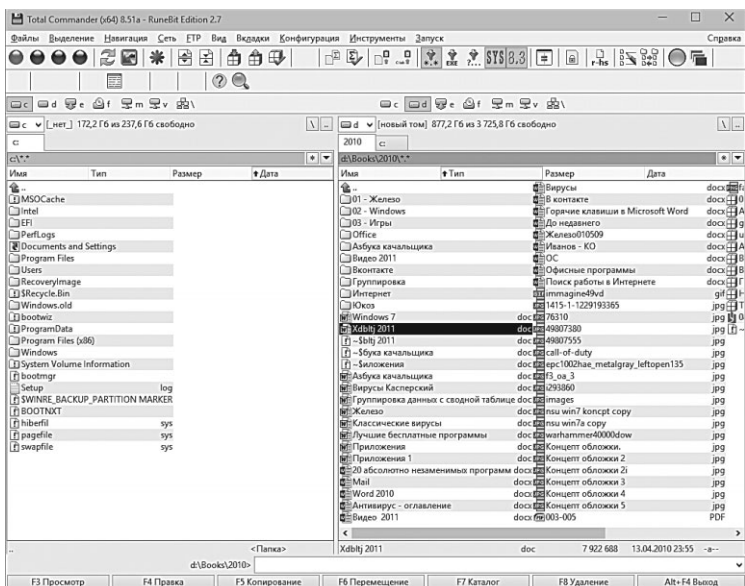 Total Commander (x64) 8.51a - RuneBit Edition 2.7
Файлы Выделение Навигация Сеть FTP Вид Вкладки Конфигурация Инструменты Запуск Справка
EXE ?... SYS 8.3 r-hs
c d e f m v \ c d e f m v \
c [_нет_] 172,2 Гб из 237,6 Гб свободно \ .. d [новый том] 877,2 Гб из 3 725,8 Гб свободно \ ..
c: 2010 c:
c:\*.* * d:\Books\2010\*.* *
Имя Тип Размер Дата
..
MSOCache
Intel
EFI
PerfLogs
Documents and Settings
Program Files
Users
RecoveryImage
$Recycle.Bin
Windows.old
bootwiz
ProgramData
Program Files (x86)
Windows
System Volume Information
bootmgr
Setup log
$WINRE_BACKUP_PARTITION MARKER
BOOTNXT
hiberfil sys
pagefile sys
swapfile sys
Имя Тип Размер Дата
..
01 - Железо
02 - Windows
03 - Игры
Office
Азбука качальщика
Видео 2011
Вконтакте
Группировка
Интернет
Юкоз
Windows 7 doc
Xdbltj 2011 doc
~$bltj 2011 doc
~$бука качальщика
~$иложения
Азбука качальщика
Вирусы Касперский
Группировка данных с сводной таблице doc
Железо
Классические вирусы
Лучшие бесплатные программы doc
Приложения doc
Приложения 1 doc
20 абсолютно незаменимых программ docx
Mail docx
Word 2010 docx
Антивирус - оглавление docx
Видео 2011 docx
Вирусы docx
В контакте docx
Горячие клавиши в Microsoft Word docx
До недавнего docx
Железо010509 docx
Иванов - КО docx
ОС docx
Офисные программы docx
Поиск работы в Интернете docx
immagine49vd gif
1415-1-1229193365 jpg
76310 jpg
49807380 jpg
49807555 jpg
call-of-duty jpg
epc1002hae_metalgray_leftopen135 jpg
f3_oa_3 jpg
i293860 jpg
images jpg
nsu win7 koncpt copy jpg
nsu win7a copy jpg
warhammer40000dow jpg
Концепт обложки. jpg
Концепт обложки 2 jpg
Концепт обложки 2i jpg
Концепт обложки 3 jpg
Концепт обложки 4 jpg
Концепт обложки 5 jpg
003-005 PDF
.. <Папка> Xdbltj 2011 doc 7 922 688 13.04.2010 23:55 -a--
d:\Books\2010>
F3 Просмотр F4 Правка F5 Копирование F6 Перемещение F7 Каталог F8 Удаление Alt+F4 Выход